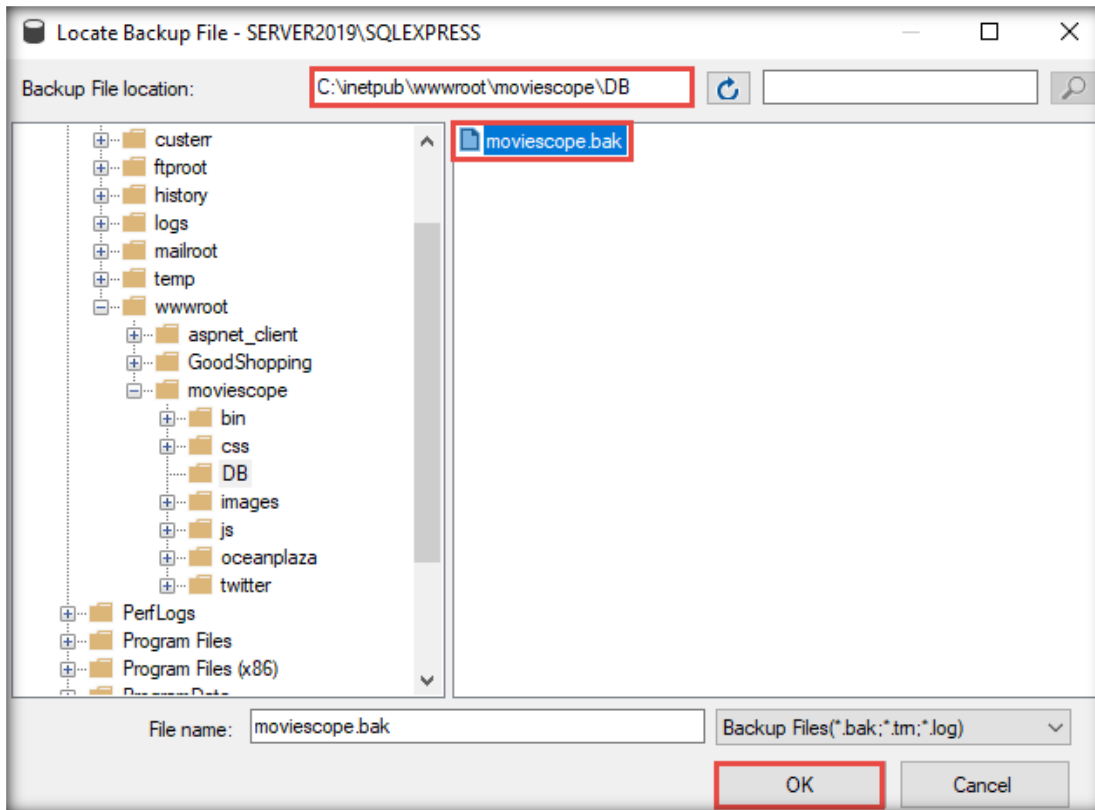 Locate Backup File - SERVER2019\SQLEXPRESS
Backup File location:
C:\inetpub\wwwroot\moviescope\DB
custerr
ftproot
history
logs
mailroot
temp
wwwroot
aspnet_client
GoodShopping
moviescope
bin
css
DB
images
js
oceanplaza
twitter
PerfLogs
Program Files
Program Files (x86)
ProgramData
moviescope.bak
File name:
moviescope.bak
Backup Files(*.bak;*.trn;*.log)
OK
Cancel